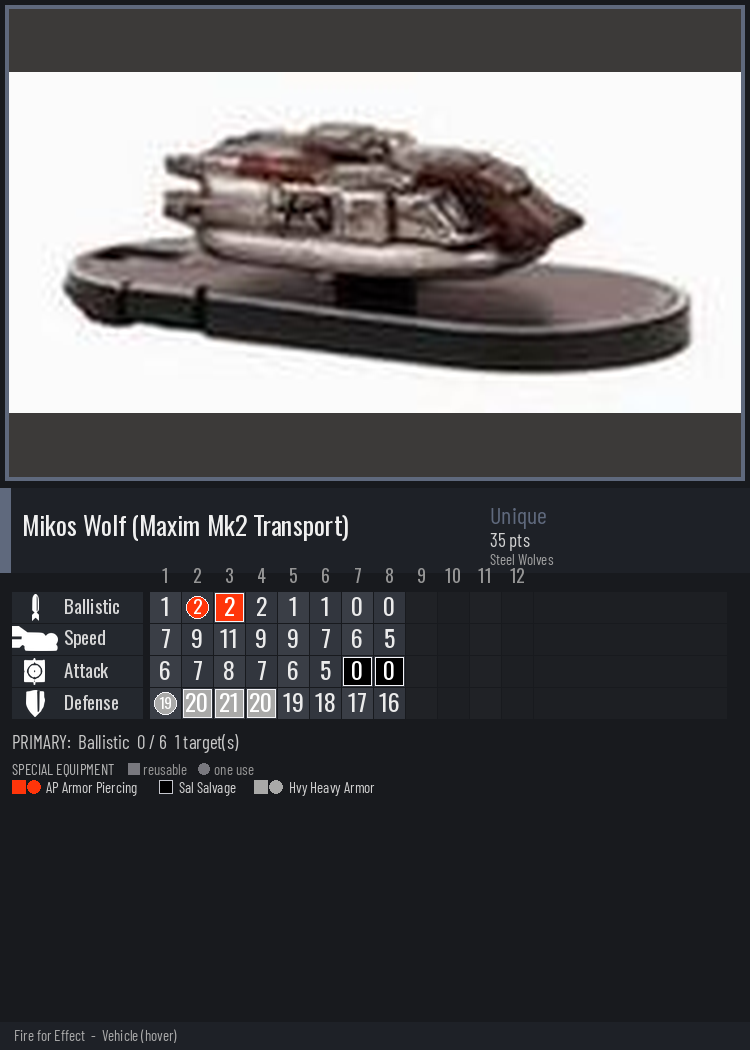 Mikos Wolf (Maxim Mk2 Transport)
Unique
35 pts
Steel Wolves
1 2 3 4 5 6 7 8 9 10 11 12
Ballistic 1 2 2 2 1 1 0 0
Speed 7 9 11 9 9 7 6 5
Attack 6 7 8 7 6 5 0 0
Defense 19 20 21 20 19 18 17 16
PRIMARY: Ballistic 0 / 6 1 target(s)
SPECIAL EQUIPMENT reusable one use
AP Armor Piercing Sal Salvage Hvy Heavy Armor
Fire for Effect - Vehicle (hover)